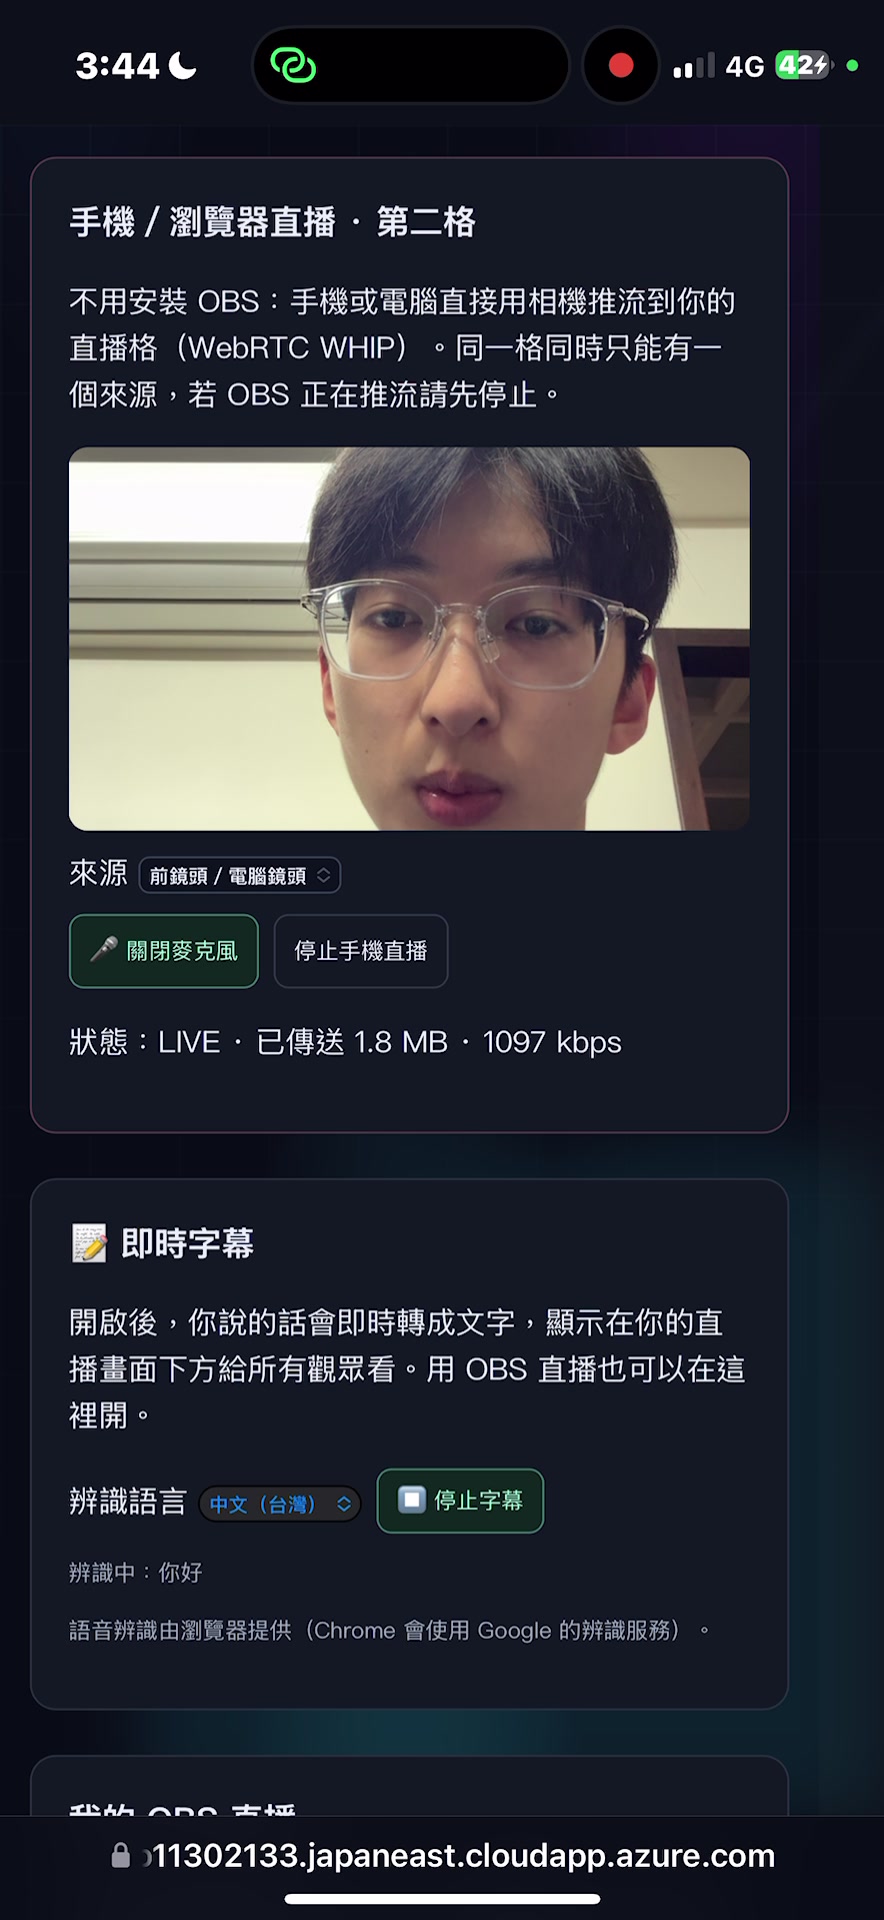 3:44
4G
42
手機 / 瀏覽器直播 · 第二格
不用安裝 OBS：手機或電腦直接用相機推流到你的
直播格（WebRTC WHIP）。同一格同時只能有一
個來源，若 OBS 正在推流請先停止。
來源 前鏡頭 / 電腦鏡頭
關閉麥克風 停止手機直播
狀態：LIVE · 已傳送 1.8 MB · 1097 kbps
即時字幕
開啟後，你說的話會即時轉成文字，顯示在你的直
播畫面下方給所有觀眾看。用 OBS 直播也可以在這
裡開。
辨識語言 中文（台灣） 停止字幕
辨識中：你好
語音辨識由瀏覽器提供（Chrome 會使用 Google 的辨識服務）。
我的 OBS 直播
11302133.japaneast.cloudapp.azure.com